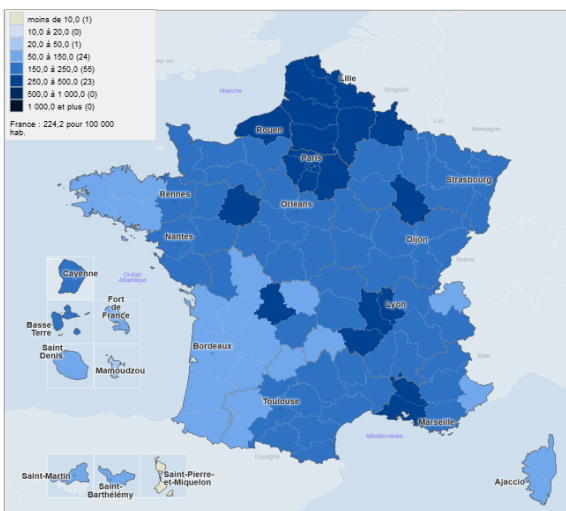 moins de 10,0 (1)
10,0 à 20,0 (0)
20,0 à 50,0 (1)
50,0 à 150,0 (24)
150,0 à 250,0 (55)
250,0 à 500,0 (23)
500,0 à 1 000,0 (0)
1 000,0 et plus (0)
France : 224,2 pour 100 000
hab.
Lille
Manche
Belgique
Rouen
Lux
Allemagne
Paris
Strasbourg
Rennes
Orléans
Nantes
Dijon
Suisse
Cayenne
Océan
Atlantique
Fort
de
France
Lyon
Basse
Terre
Saint
Denis
Mamoudzou
Bordeaux
Toulouse
Marseille
Méditerranée
Espagne
Saint-Martin
Saint-
Barthélémy
Saint-Pierre-
et-Miquelon
Ajaccio